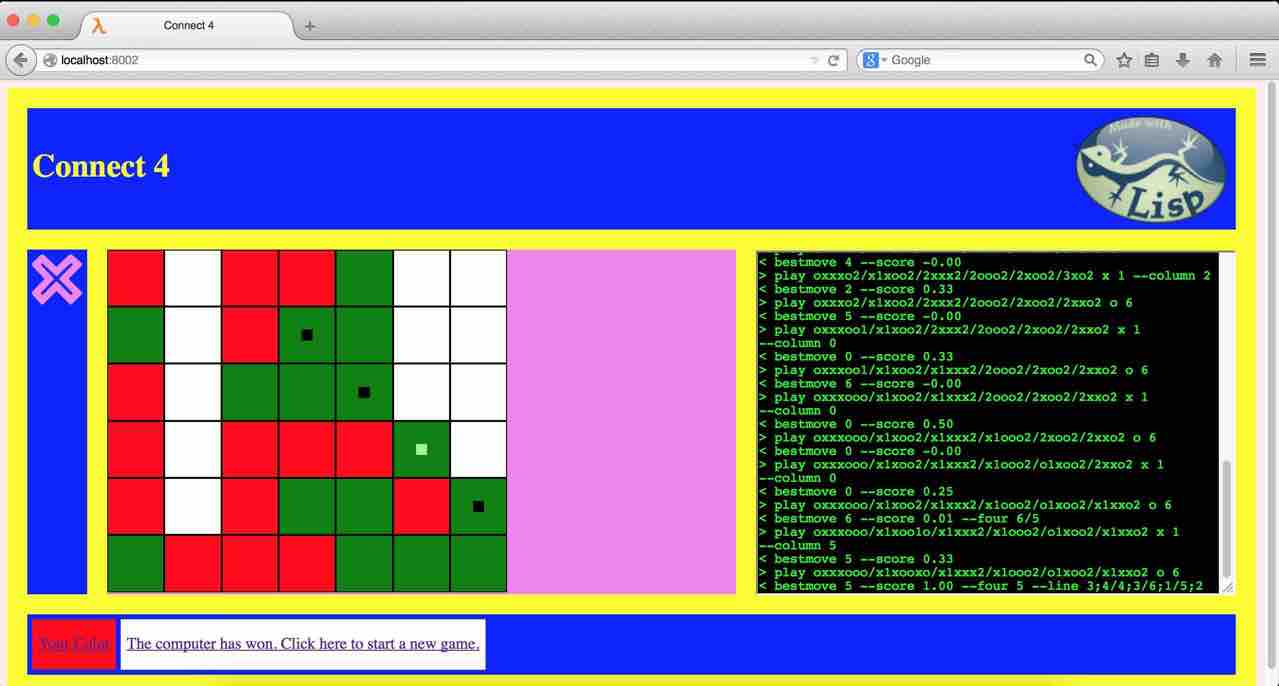 Connect 4
localhost:8002
Google
Connect 4
Made with
Lisp
< bestmove 4 --score -0.00
> play oxxxo2/x1xoo2/2xxx2/2ooo2/2xoo2/3xo2 x 1 --column 2
< bestmove 2 --score 0.33
> play oxxxo2/x1xoo2/2xxx2/2ooo2/2xoo2/2xxo2 o 6
< bestmove 5 --score -0.00
> play oxxxoo1/x1xoo2/2xxx2/2ooo2/2xoo2/2xxo2 x 1
--column 0
< bestmove 0 --score 0.33
> play oxxxoo1/x1xoo2/x1xxx2/2ooo2/2xoo2/2xxo2 o 6
< bestmove 6 --score -0.00
> play oxxxooo/x1xoo2/x1xxx2/2ooo2/2xoo2/2xxo2 x 1
--column 0
< bestmove 0 --score 0.50
> play oxxxooo/x1xoo2/x1xxx2/x1ooo2/2xoo2/2xxo2 o 6
< bestmove 0 --score -0.00
> play oxxxooo/x1xoo2/x1xxx2/x1ooo2/o1xoo2/2xxo2 x 1
--column 0
< bestmove 0 --score 0.25
> play oxxxooo/x1xoo2/x1xxx2/x1ooo2/o1xoo2/x1xxo2 o 6
< bestmove 6 --score 0.01 --four 6/5
> play oxxxooo/x1xoo1o/x1xxx2/x1ooo2/o1xoo2/x1xxo2 x 1
--column 5
< bestmove 5 --score 0.33
> play oxxxooo/x1xooxo/x1xxx2/x1ooo2/o1xoo2/x1xxo2 o 6
< bestmove 5 --score 1.00 --four 5 --line 3;4/4;3/6;1/5;2
Your Color
The computer has won. Click here to start a new game.